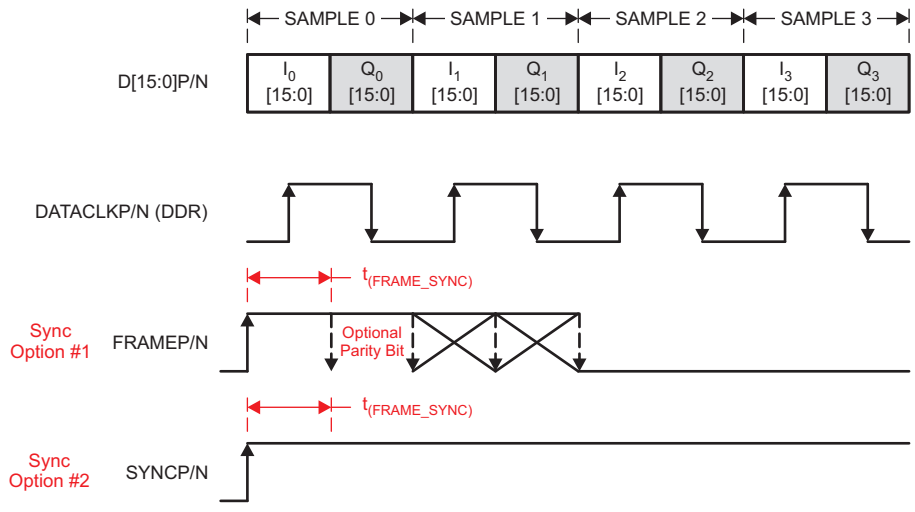 SAMPLE 0 SAMPLE 1 SAMPLE 2 SAMPLE 3
D[15:0]P/N
I0 Q0 I1 Q1 I2 Q2 I3 Q3
[15:0] [15:0] [15:0] [15:0] [15:0] [15:0] [15:0] [15:0]
DATACLKP/N (DDR)
t(FRAME_SYNC)
Sync
Option #1
FRAMEP/N
Optional
Parity Bit
t(FRAME_SYNC)
Sync
Option #2
SYNCP/N